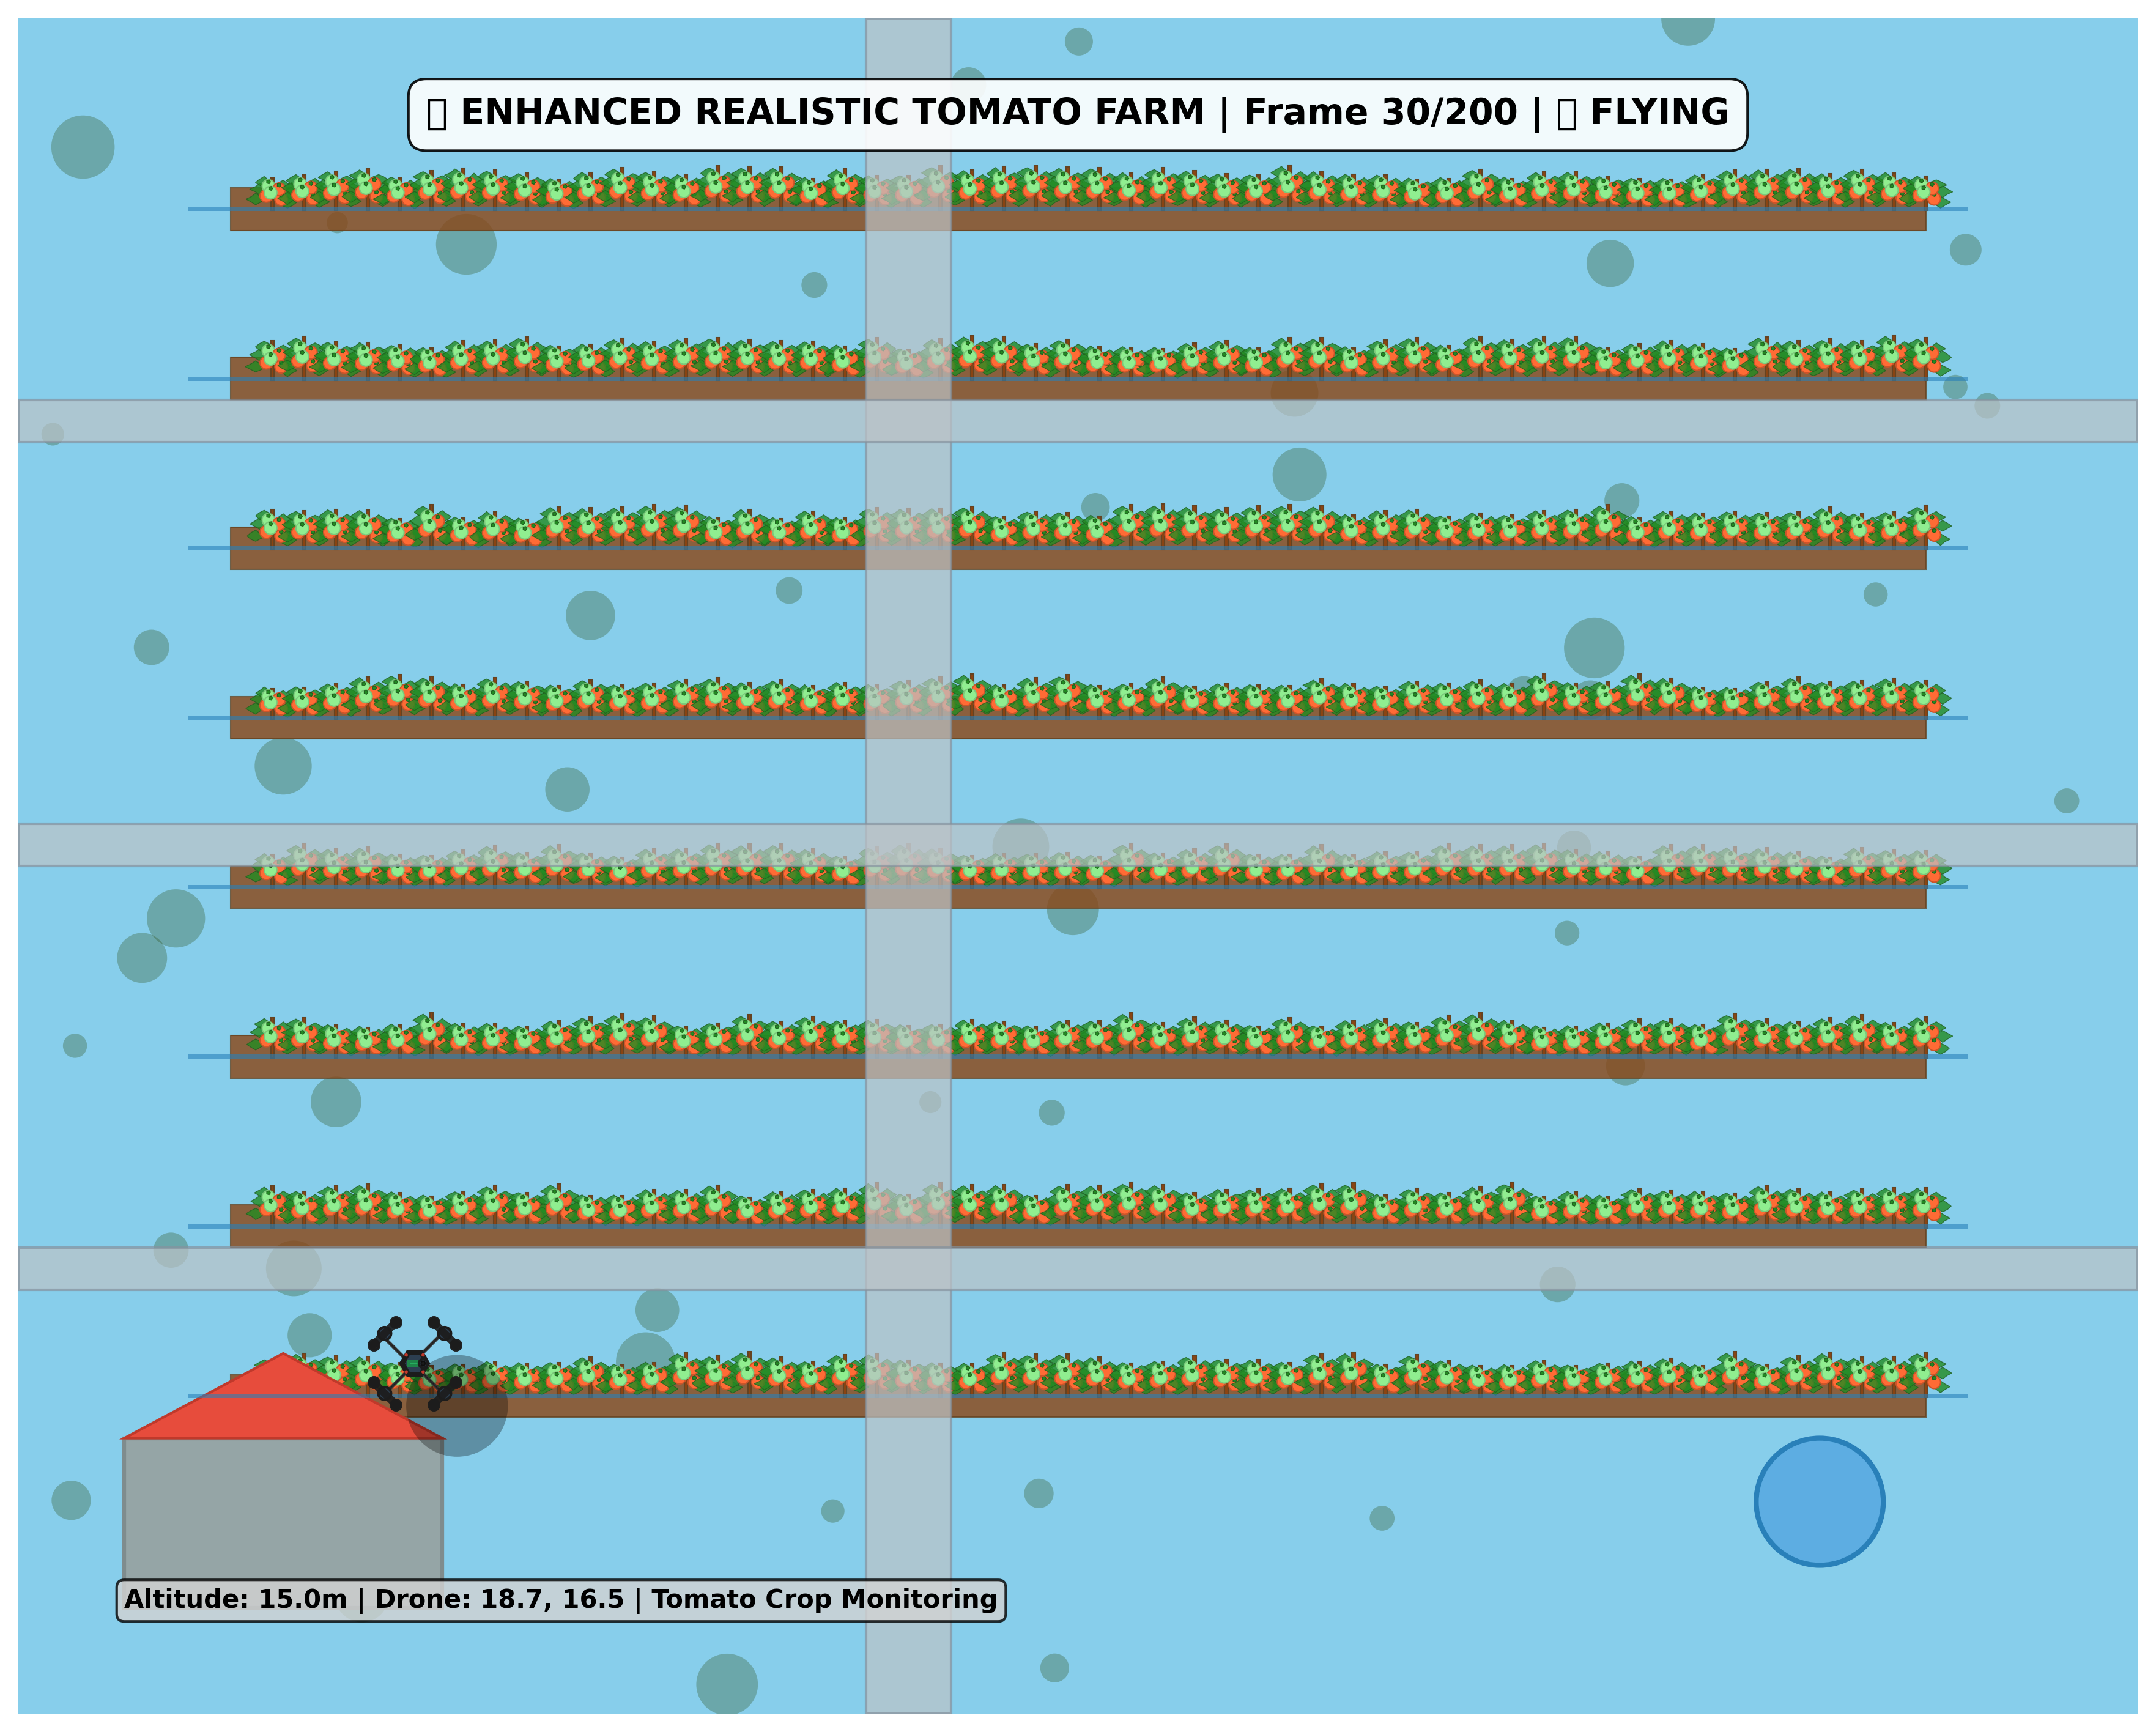 ▯ ENHANCED REALISTIC TOMATO FARM | Frame 30/200 | ▯ FLYING
Altitude: 15.0m | Drone: 18.7, 16.5 | Tomato Crop Monitoring